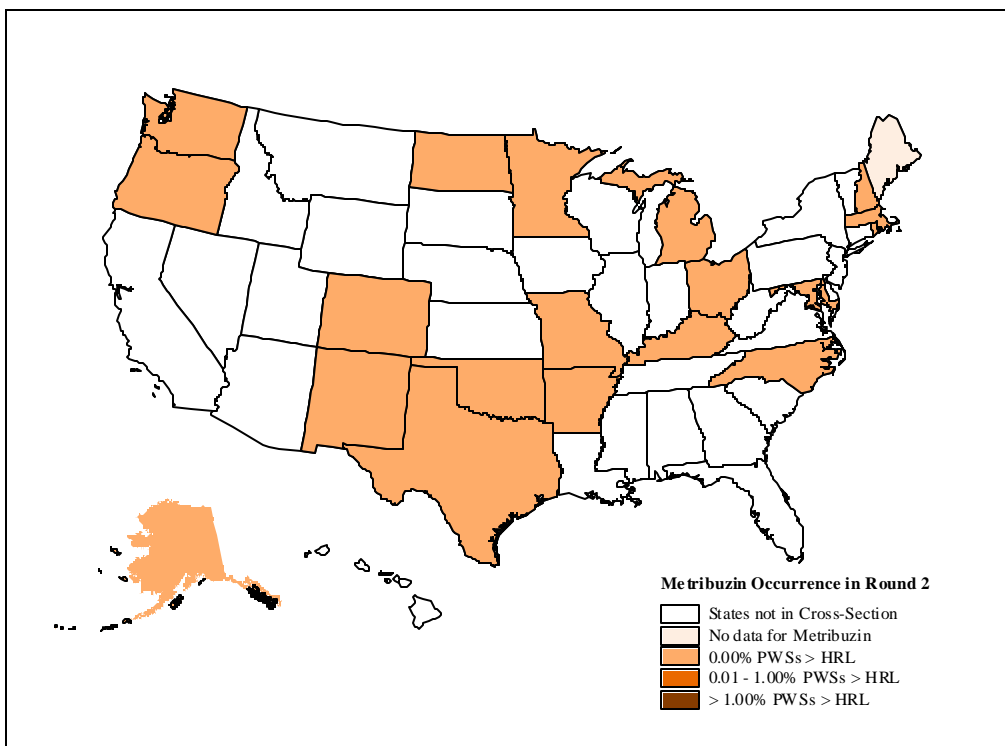 Metribuzin Occurrence in Round 2
States not in Cross-Section
No data for Metribuzin
0.00% PWSs > HRL
0.01 - 1.00% PWSs > HRL
> 1.00% PWSs > HRL